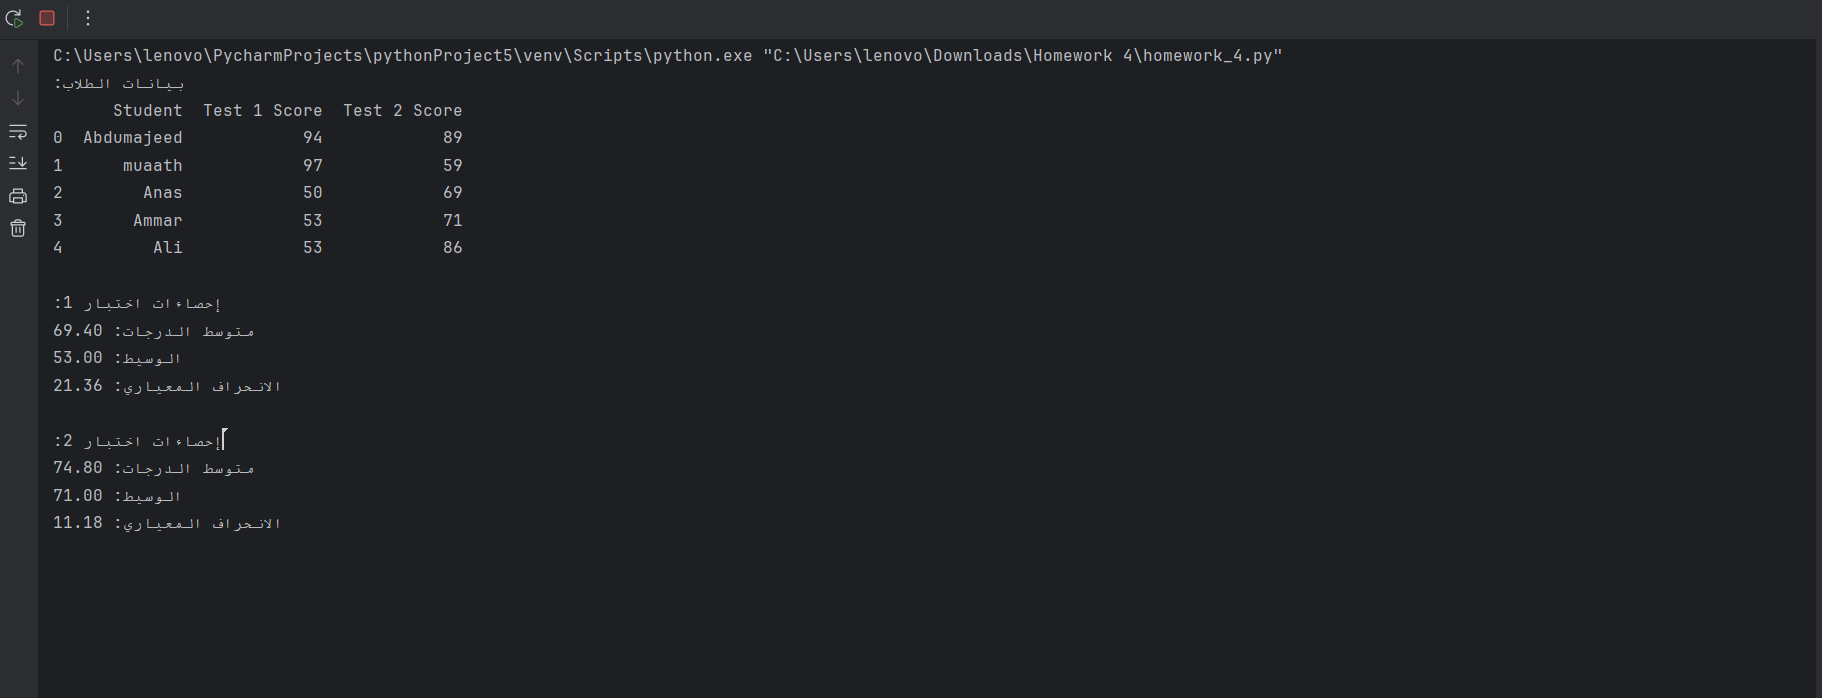 C:\Users\lenovo\PycharmProjects\pythonProject5\venv\Scripts\python.exe "C:\Users\lenovo\Downloads\Homework 4\homework_4.py"
بيانات الطلاب:
Student  Test 1 Score  Test 2 Score
0  Abdumajeed            94            89
1      muaath            97            59
2        Anas            50            69
3       Ammar            53            71
4         Ali            53            86
إحصاءات اختبار 1:
متوسط الدرجات: 69.40
الوسيط: 53.00
الانحراف المعياري: 21.36
إحصاءات اختبار 2:
متوسط الدرجات: 74.80
الوسيط: 71.00
الانحراف المعياري: 11.18